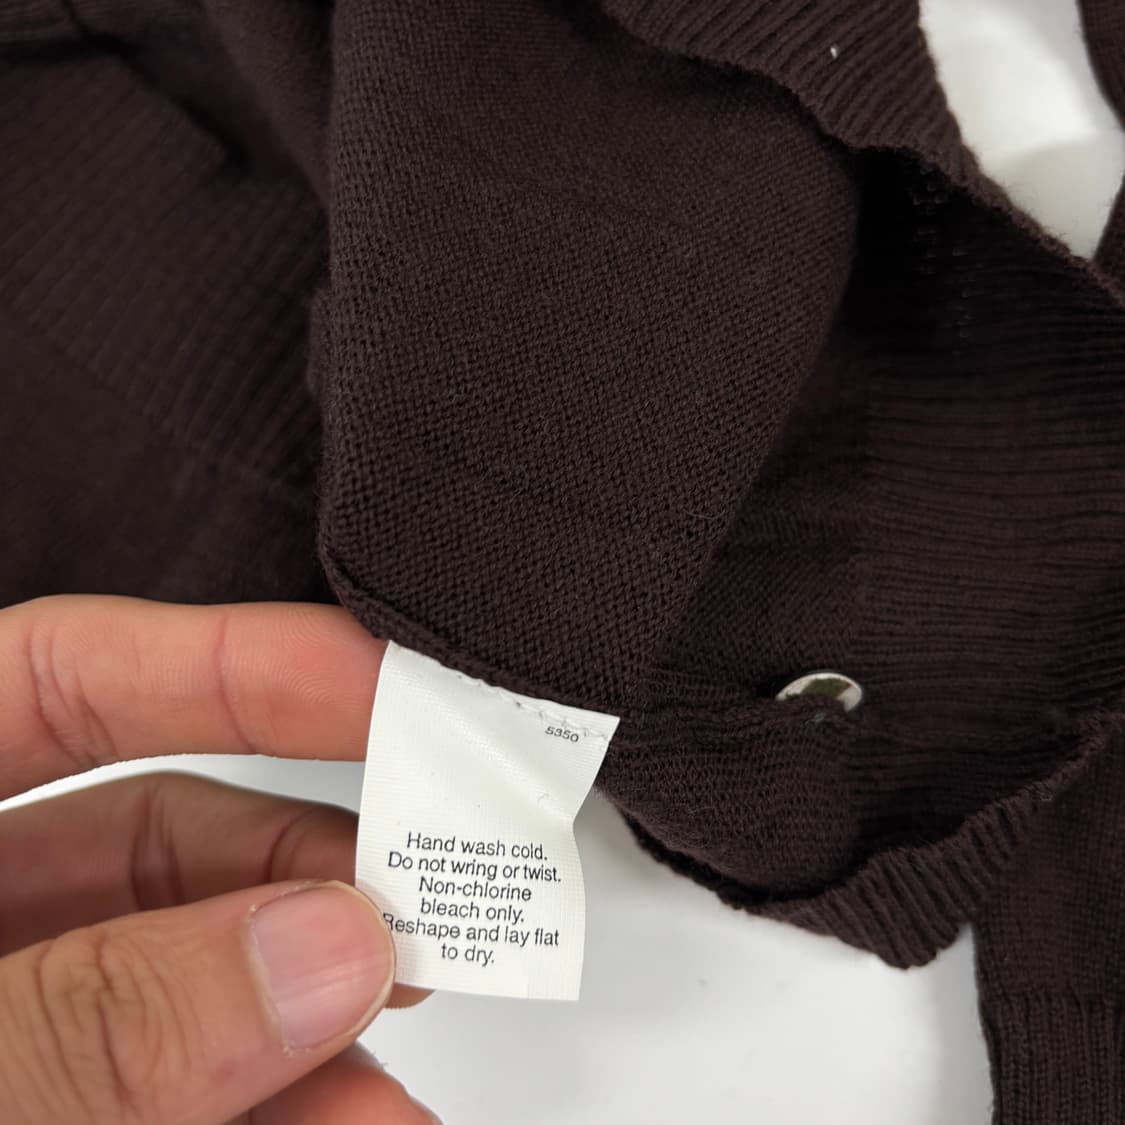 5350
Hand wash cold.
Do not wring or twist.
Non-chlorine
bleach only.
Reshape and lay flat
to dry.